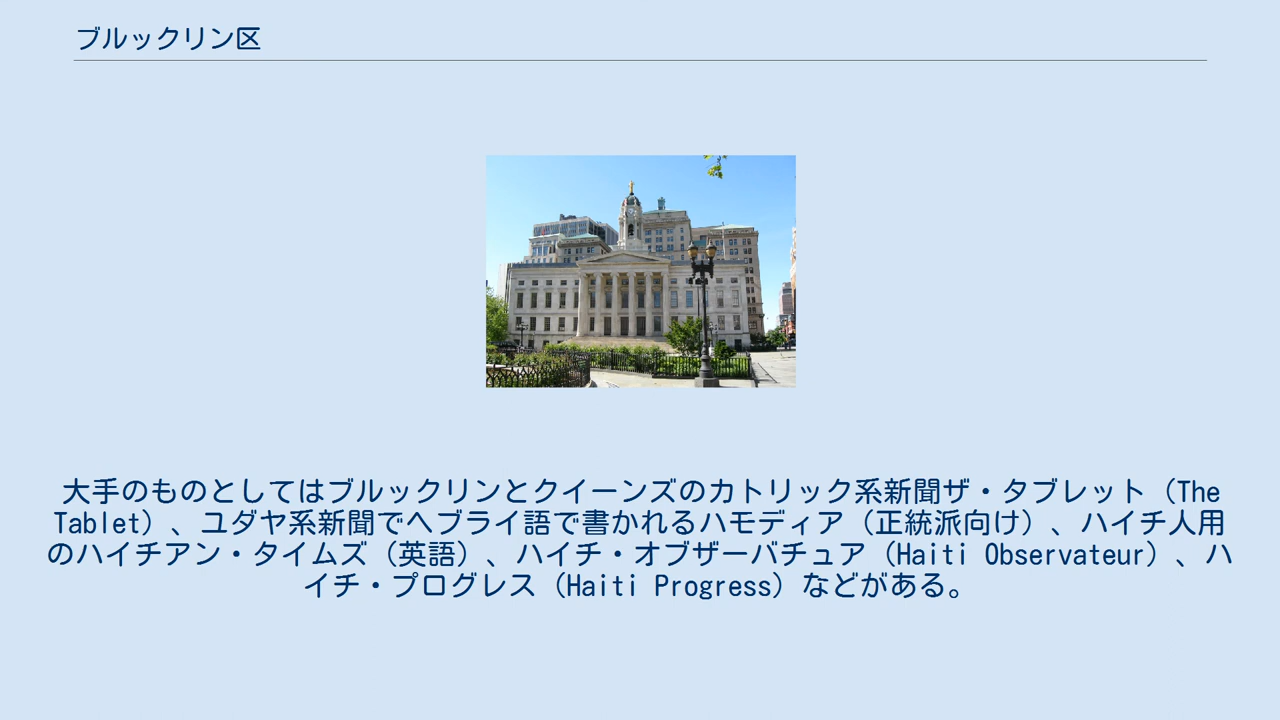 ブルックリン区
大手のものとしてはブルックリンとクイーンズのカトリック系新聞ザ・タブレット（The
Tablet）、ユダヤ系新聞でヘブライ語で書かれるハモディア（正統派向け）、ハイチ人用
のハイチアン・タイムズ（英語）、ハイチ・オブザーバチュア（Haiti Observateur）、ハ
イチ・プログレス（Haiti Progress）などがある。